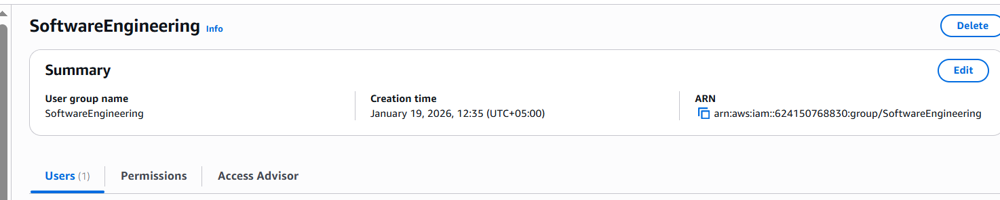 SoftwareEngineering Info
Delete
Summary
Edit
User group name
SoftwareEngineering
Creation time
January 19, 2026, 12:35 (UTC+05:00)
ARN
arn:aws:iam::624150768830:group/SoftwareEngineering
Users (1)
Permissions
Access Advisor